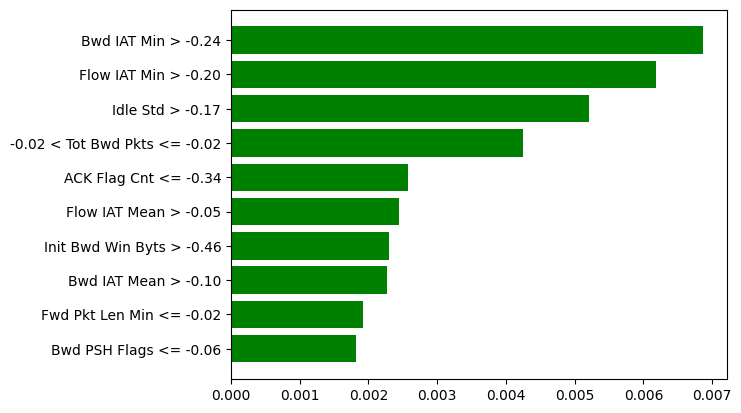 Bwd IAT Min > -0.24
Flow IAT Min > -0.20
Idle Std > -0.17
-0.02 < Tot Bwd Pkts <= -0.02
ACK Flag Cnt <= -0.34
Flow IAT Mean > -0.05
Init Bwd Win Byts > -0.46
Bwd IAT Mean > -0.10
Fwd Pkt Len Min <= -0.02
Bwd PSH Flags <= -0.06
0.000 0.001 0.002 0.003 0.004 0.005 0.006 0.007